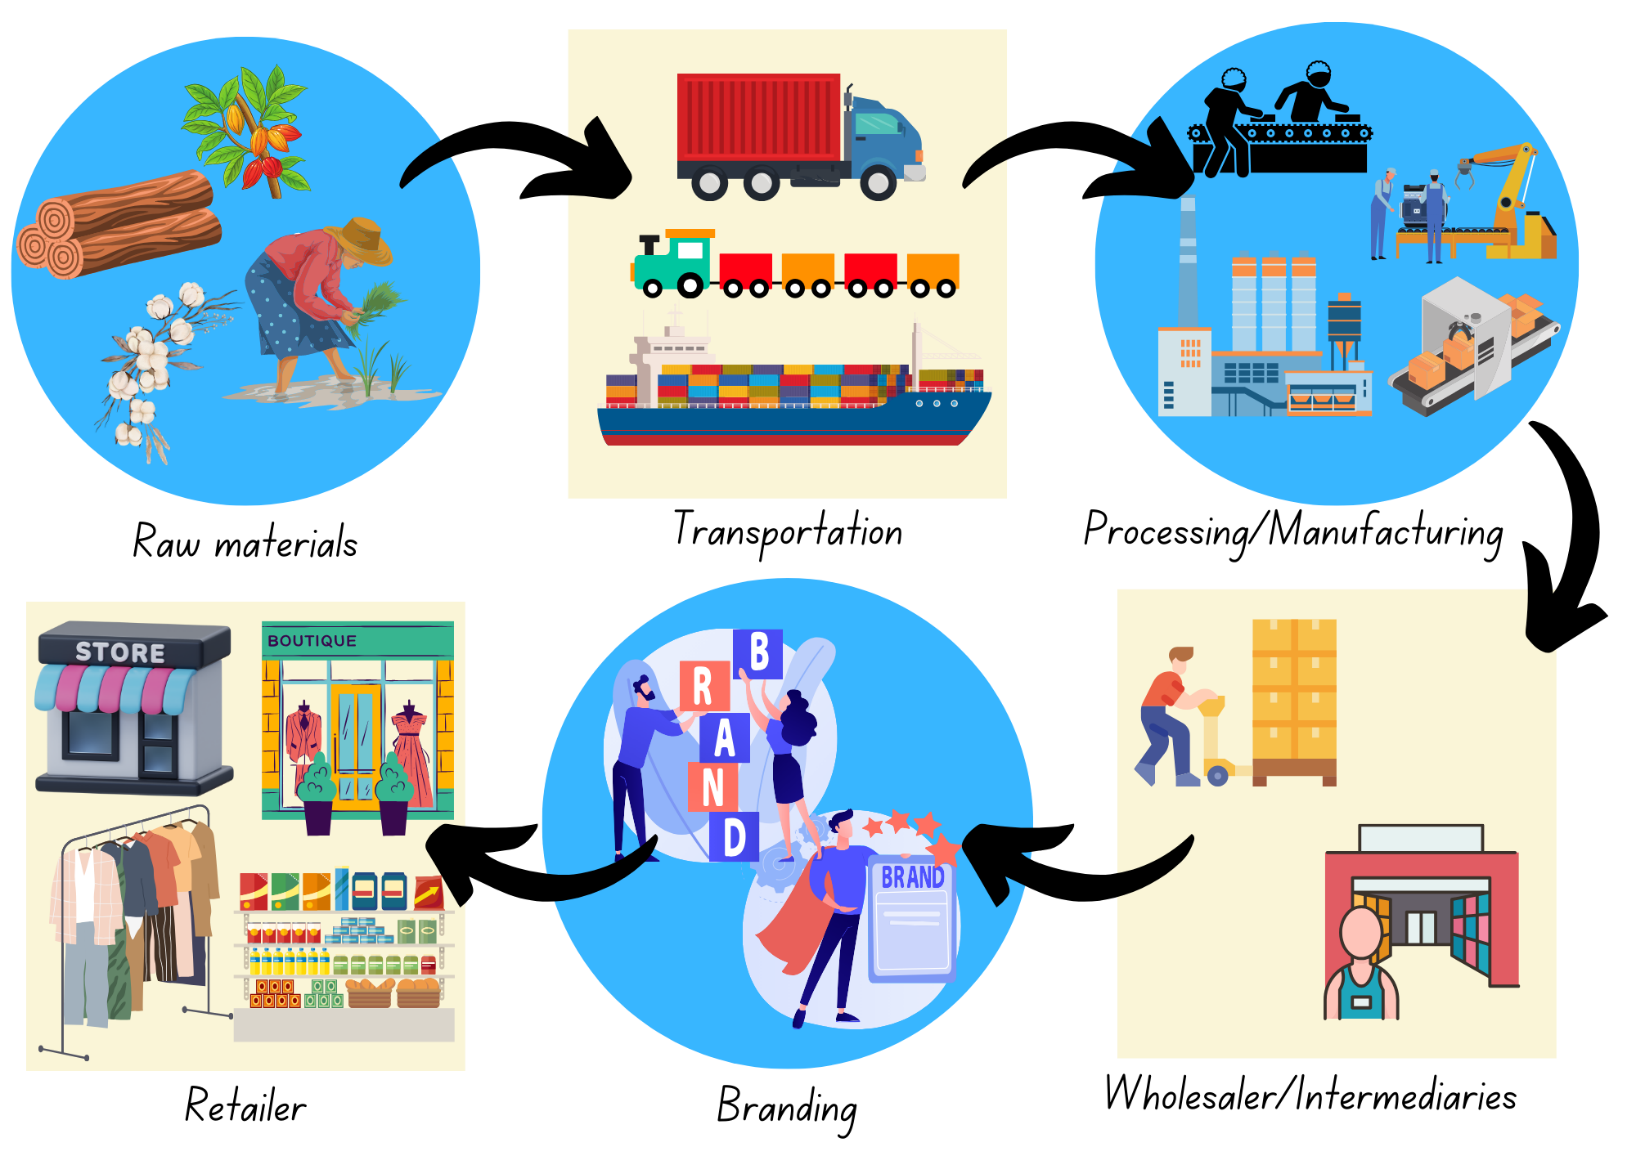 Raw materials
Transportation
Processing/Manufacturing
STORE
BOUTIQUE
B
R
A
N
D
BRAND
Retailer
Branding
Wholesaler/Intermediaries